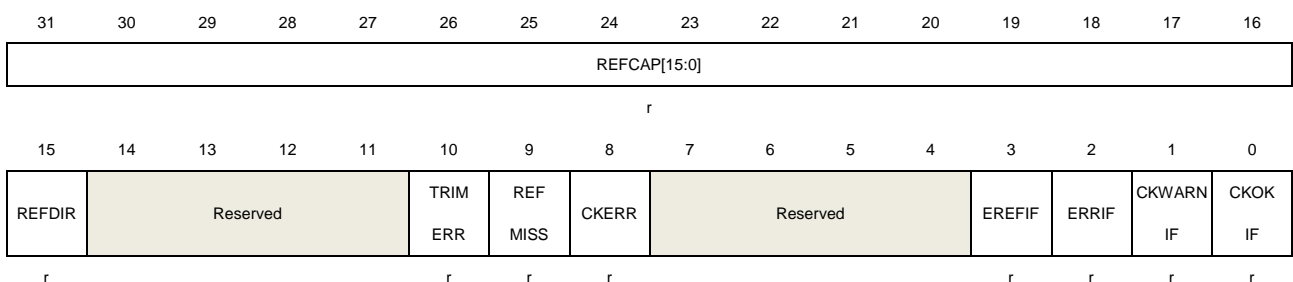 31 30 29 28 27 26 25 24 23 22 21 20 19 18 17 16
REFCAP[15:0]
r
15 14 13 12 11 10 9 8 7 6 5 4 3 2 1 0
REFDIR Reserved TRIM ERR REF MISS CKERR Reserved EREFIF ERRIF CKWARN IF CKOK IF
r r r r r r r r